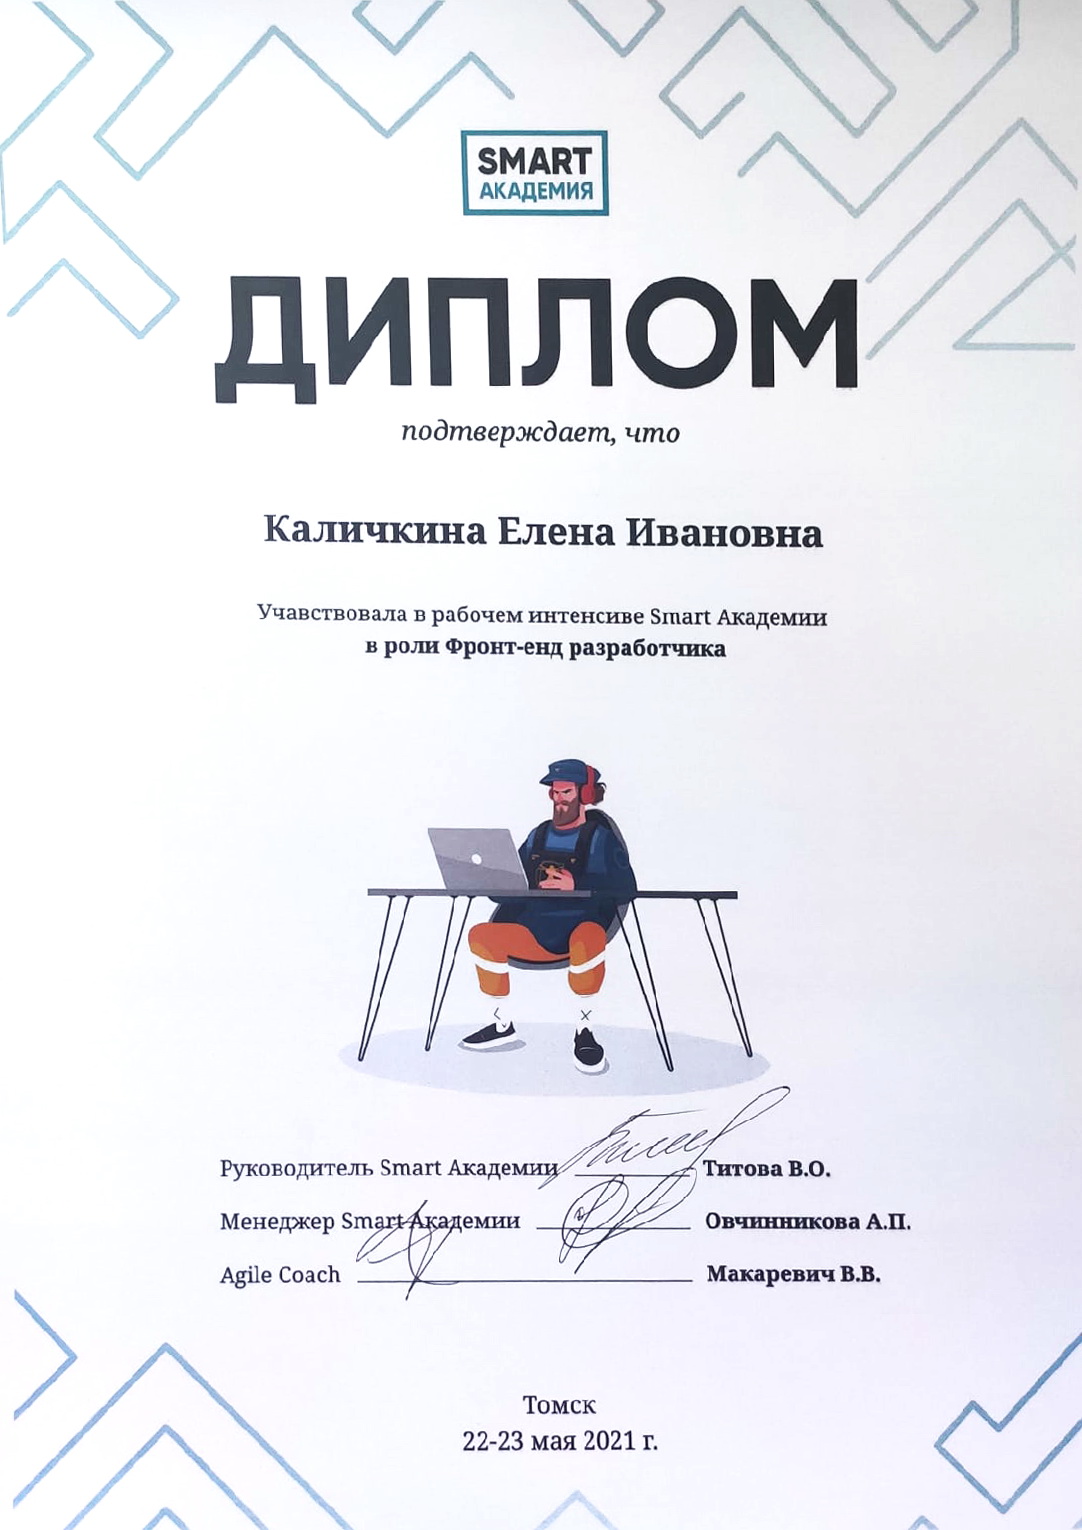 SMART
АКАДЕМИЯ
ДИПЛОМ
подтверждает, что
Каличкина Елена Ивановна
Учавствовала в рабочем интенсиве Smart Академии
в роли Фронт-енд разработчика
Руководитель Smart Академии Титова В.О.
Менеджер Smart Академии Овчинникова А.П.
Agile Coach Макаревич В.В.
Томск
22-23 мая 2021 г.